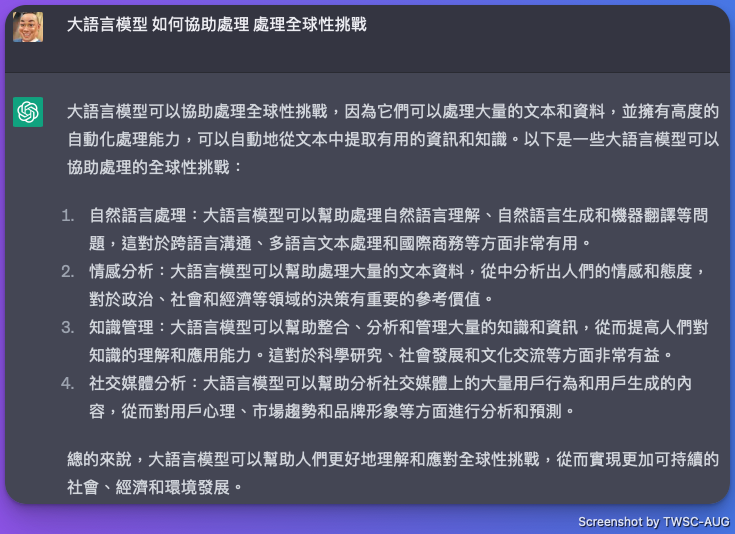 大語言模型 如何協助處理 處理全球性挑戰
大語言模型可以協助處理全球性挑戰，因為它們可以處理大量的文本和資料，並擁有高度的
自動化處理能力，可以自動地從文本中提取有用的資訊和知識。以下是一些大語言模型可以
協助處理的全球性挑戰：
1. 自然語言處理：大語言模型可以幫助處理自然語言理解、自然語言生成和機器翻譯等問
題，這對於跨語言溝通、多語言文本處理和國際商務等方面非常有用。
2. 情感分析：大語言模型可以幫助處理大量的文本資料，從中分析出人們的情感和態度，
對於政治、社會和經濟等領域的決策有重要的參考價值。
3. 知識管理：大語言模型可以幫助整合、分析和管理大量的知識和資訊，從而提高人們對
知識的理解和應用能力。這對於科學研究、社會發展和文化交流等方面非常有益。
4. 社交媒體分析：大語言模型可以幫助分析社交媒體上的大量用戶行為和用戶生成的內
容，從而對用戶心理、市場趨勢和品牌形象等方面進行分析和預測。
總的來說，大語言模型可以幫助人們更好地理解和應對全球性挑戰，從而實現更加可持續的
社會、經濟和環境發展。
Screenshot by TWSC-AUG